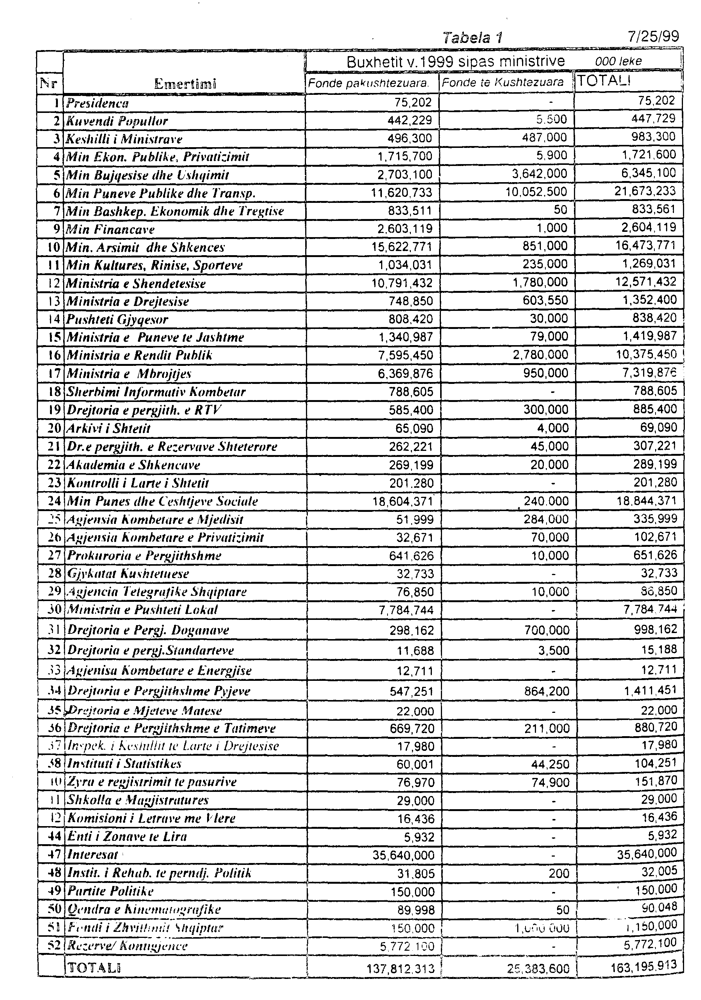 Tabela 1 7/25/99
Buxhetit v.1999 sipas ministrive 000 leke
Nr Emertimi Fonde pakushtezuara. Fonde te Kushtezuara TOTALI
1 Presidenca 75,202 - 75,202
2 Kuvendi Popullor 442,229 5.500 447,729
3 Keshilli i Ministrave 496,300 487,000 983,300
4 Min Ekon. Publike, Privatizimit 1,715,700 5,900 1,721,600
5 Min Bujqesise dhe Ushqimit 2,703,100 3,642,000 6,345,100
6 Min Puneve Publike dhe Transp. 11,620,733 10,052,500 21,673,233
7 Min Bashkep. Ekonomik dhe Tregtise 833,511 50 833,561
9 Min Financave 2,603,119 1,000 2,604,119
10 Min. Arsimit dhe Shkences 15,622,771 851,000 16,473,771
11 Min Kultures, Rinise, Sporteve 1,034,031 235,000 1,269,031
12 Ministria e Shendetesise 10,791,432 1,780,000 12,571,432
13 Ministria e Drejtesise 748,850 603,550 1,352,400
14 Pushteti Gjyqesor 808,420 30,000 838,420
15 Ministria e Puneve te Jashtme 1,340,987 79,000 1,419,987
16 Ministria e Rendit Publik 7,595,450 2,780,000 10,375,450
17 Ministria e Mbrojtjes 6,369,876 950,000 7,319,876
18 Sherbimi Informativ Kombetar 788,605 - 788,605
19 Drejtoria e pergjith. e RTV 585,400 300,000 885,400
20 Arkivi i Shtetit 65,090 4,000 69,090
21 Dr.e pergjith. e Rezervave Shteterore 262,221 45,000 307,221
22 Akademia e Shkencave 269,199 20,000 289,199
23 Kontrolli i Larte i Shtetit 201.280 - 201,280
24 Min Punes dhe Ceshtjeve Sociale 18,604,371 240.000 18,844,371
25 Agjensia Kombetare e Mjedisit 51,999 284,000 335,999
26 Agjensia Kombetare e Privatizimit 32,671 70,000 102,671
27 Prokuroria e Pergjithshme 641,626 10,000 651,626
28 Gjykatat Kushtetuese 32,733 - 32,733
29 Agjencia Telegrafike Shqiptare 76,850 10,000 86,850
30 Ministria e Pushteti Lokal 7,784,744 - 7,784,744
31 Drejtoria e Pergj. Doganave 298,162 700,000 998,162
32 Drejtoria e pergj.Standarteve 11,688 3,500 15,188
33 Agjenisa Kombetare e Energjise 12,711 - 12,711
34 Drejtoria e Pergjithshme Pyjeve 547,251 864,200 1,411,451
35 Drejtoria e Mjeteve Matese 22,000 - 22,000
36 Drejtoria e Pergjithshme e Tatimeve 669,720 211,000 880,720
37 Inspek. i Keshillit te Larte i Drejtesise 17,980 - 17,980
38 Instituti i Statistikes 60,001 44,250 104,251
40 Zyra e regjistrimit te pasurive 76,970 74,900 151,870
41 Shkolla e Magjistratures 29,000 - 29,000
42 Komisioni i Letrave me Vlere 16,436 - 16,436
44 Enti i Zonave te Lira 5,932 - 5,932
47 Interesat 35,640,000 - 35,640,000
48 Instit. i Rehab. te perndj. Politik 31,805 200 32,005
49 Partite Politike 150,000 - 150,000
50 Qendra e Kinematografike 89,998 50 90,048
51 Fondi i Zhvillimit Shqiptar 150,000 1,000,000 1,150,000
52 Rezerve/ Kontigjence 5,772,100 - 5,772,100
TOTALI 137,812,313 25,383,600 163,195,913